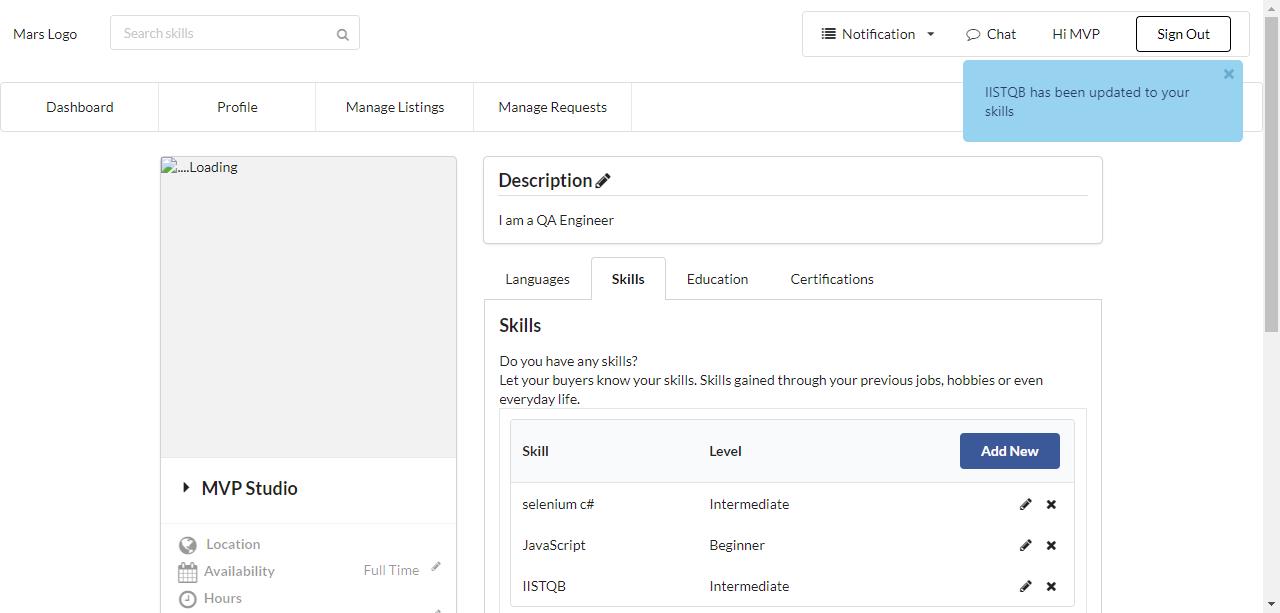 Mars Logo
Search skills
Notification
Chat
Hi MVP
Sign Out
×
IISTQB has been updated to your
skills
Dashboard
Profile
Manage Listings
Manage Requests
....Loading
Description
I am a QA Engineer
Languages
Skills
Education
Certifications
Skills
Do you have any skills?
Let your buyers know your skills. Skills gained through your previous jobs, hobbies or even
everyday life.
Skill Level Add New
selenium c# Intermediate
JavaScript Beginner
IISTQB Intermediate
MVP Studio
Location
Availability Full Time
Hours